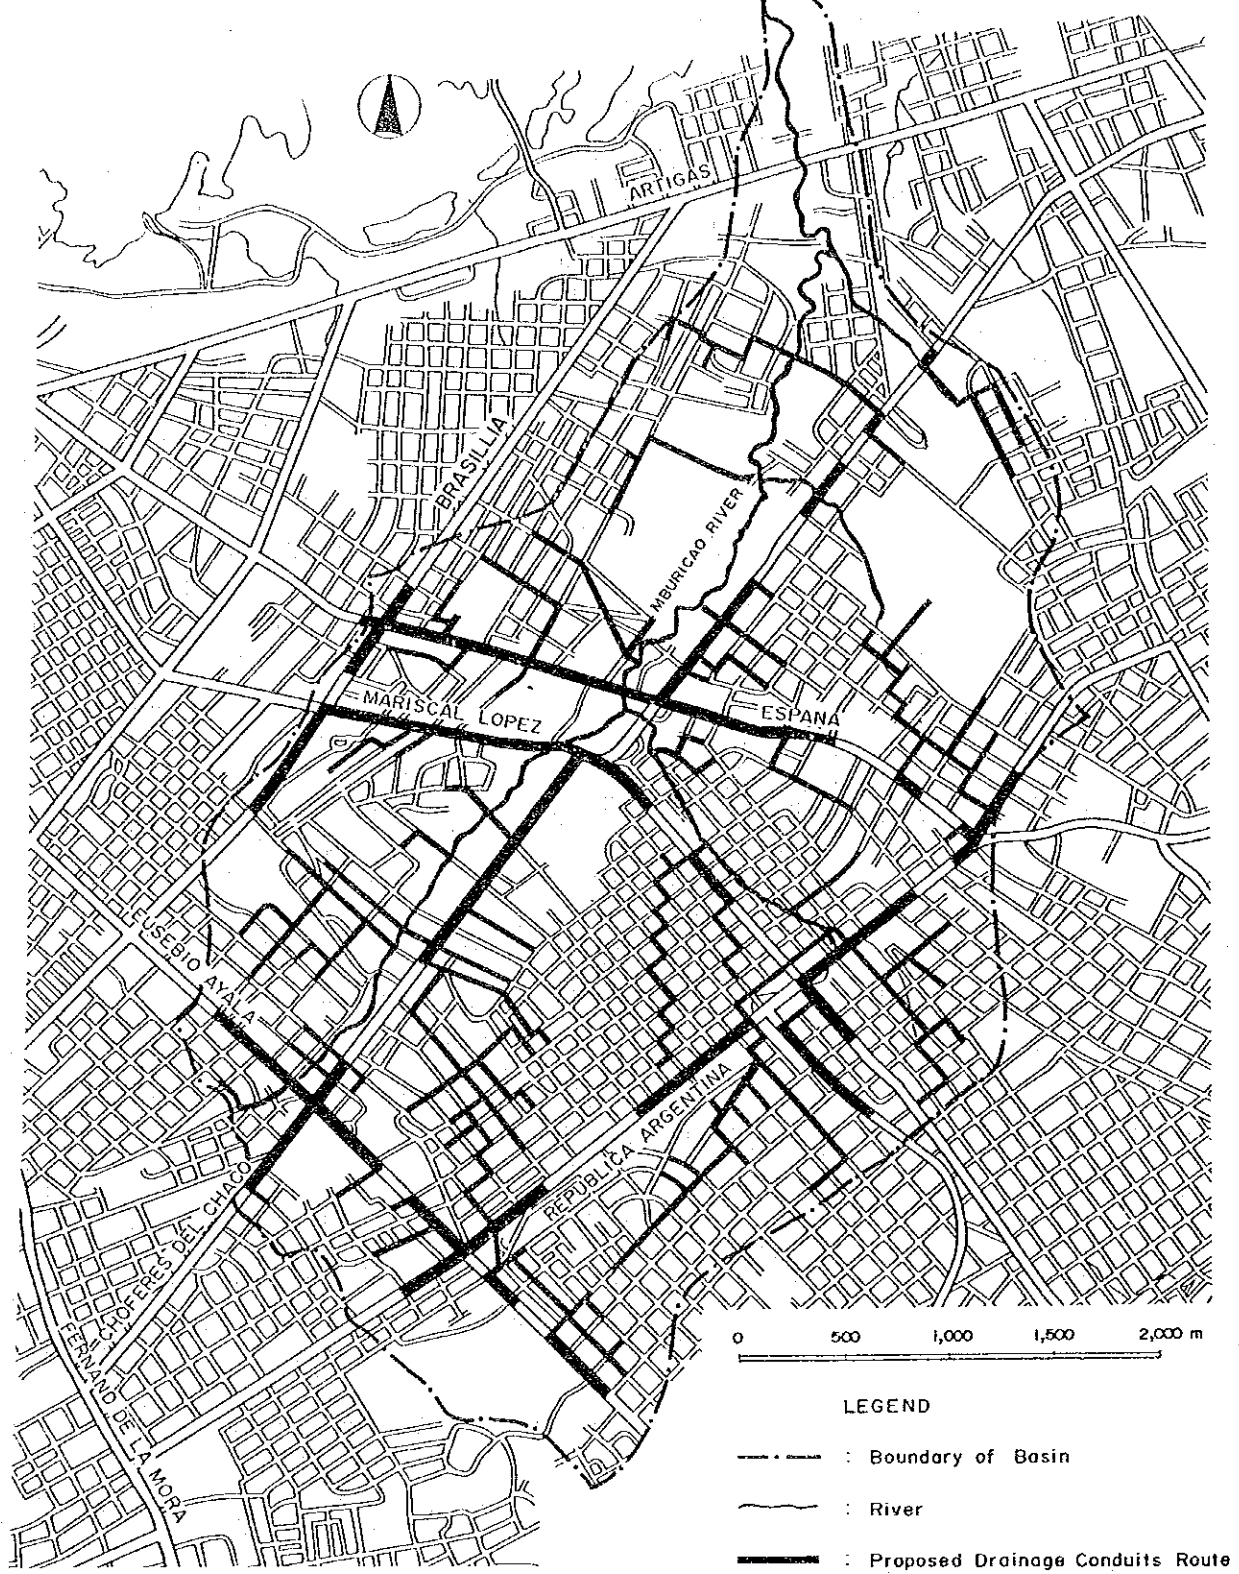 ARTIGAS
BRASILLIA
MBURICAO RIVER
MARISCAL LOPEZ
ESPANA
EUSEBIO AYALA
REPUBLICA ARGENTINA
CHOFERES DEL CHACO
FERNAND DE LA MORA
0 500 1,000 1,500 2,000 m
LEGEND
: Boundary of Basin
: River
: Proposed Drainage Conduits Route